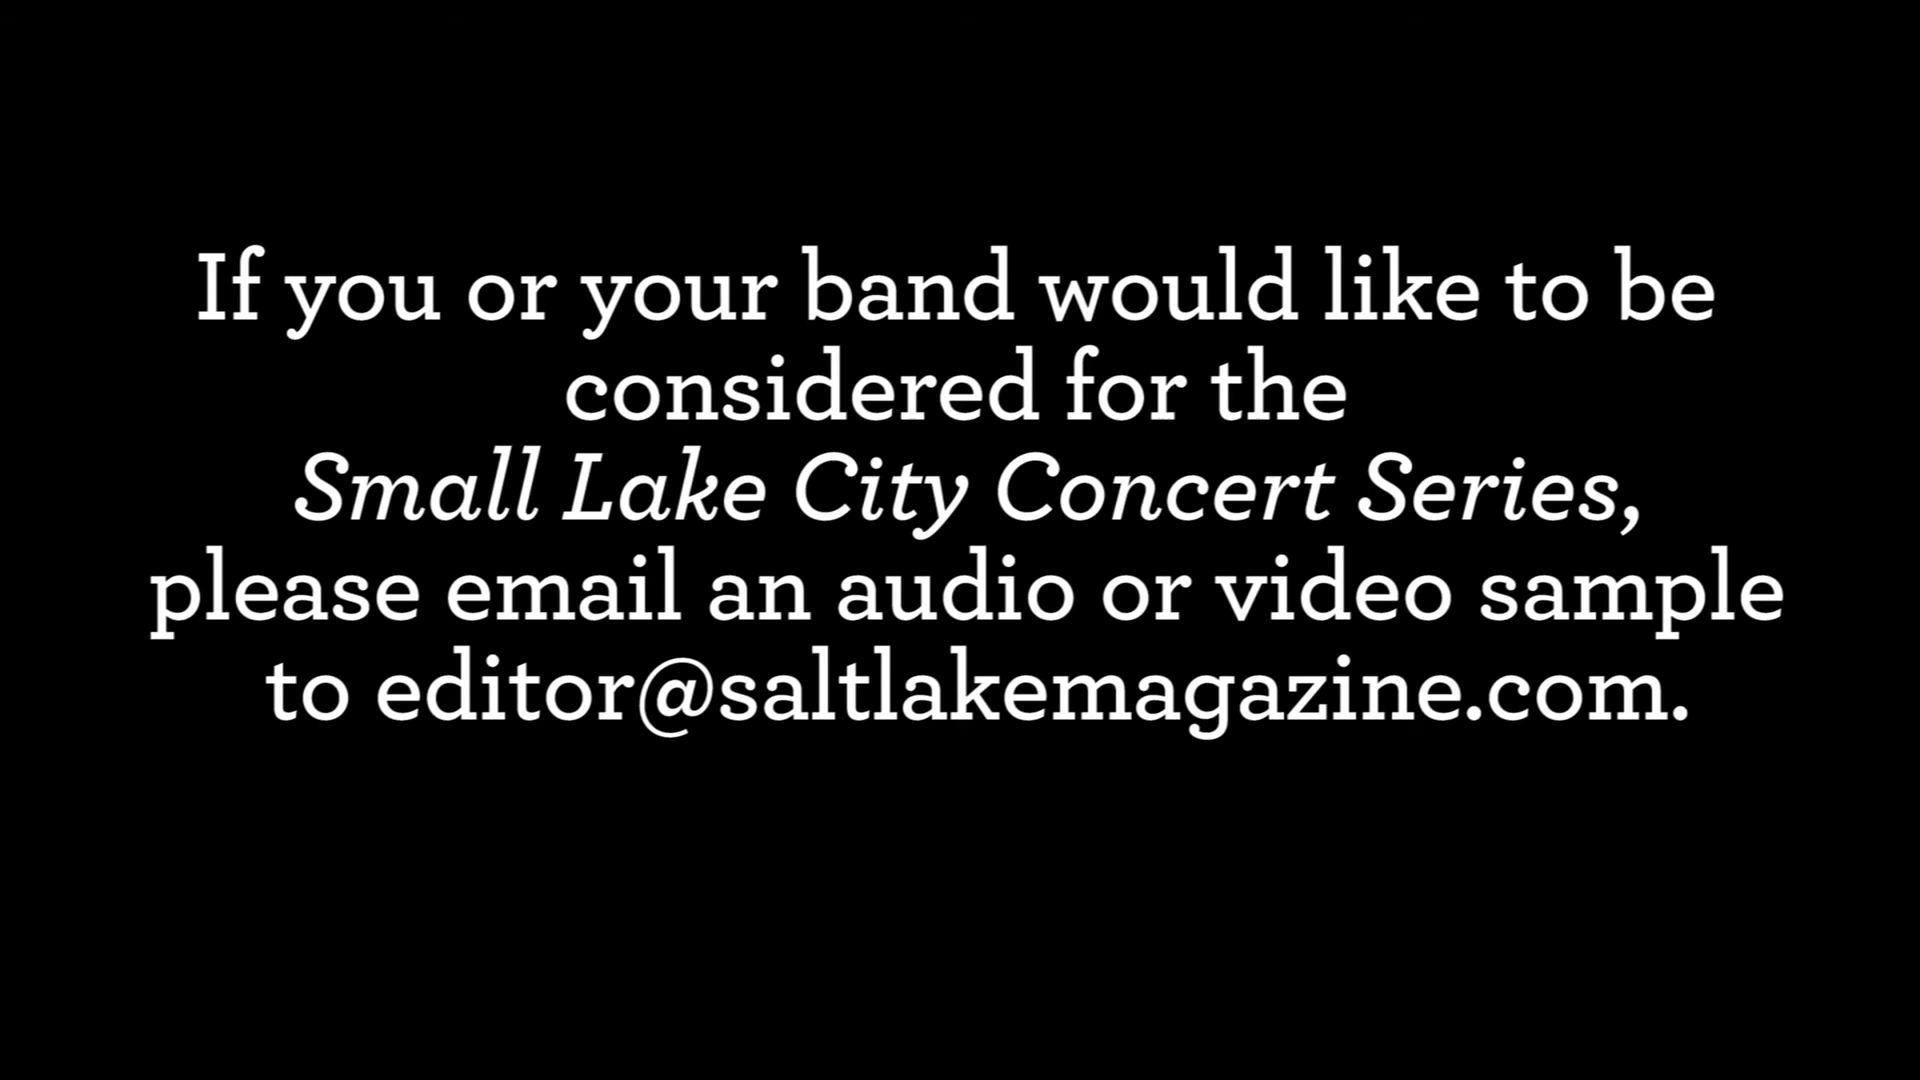 If you or your band would like to be
considered for the
Small Lake City Concert Series,
please email an audio or video sample
to editor@saltlakemagazine.com.